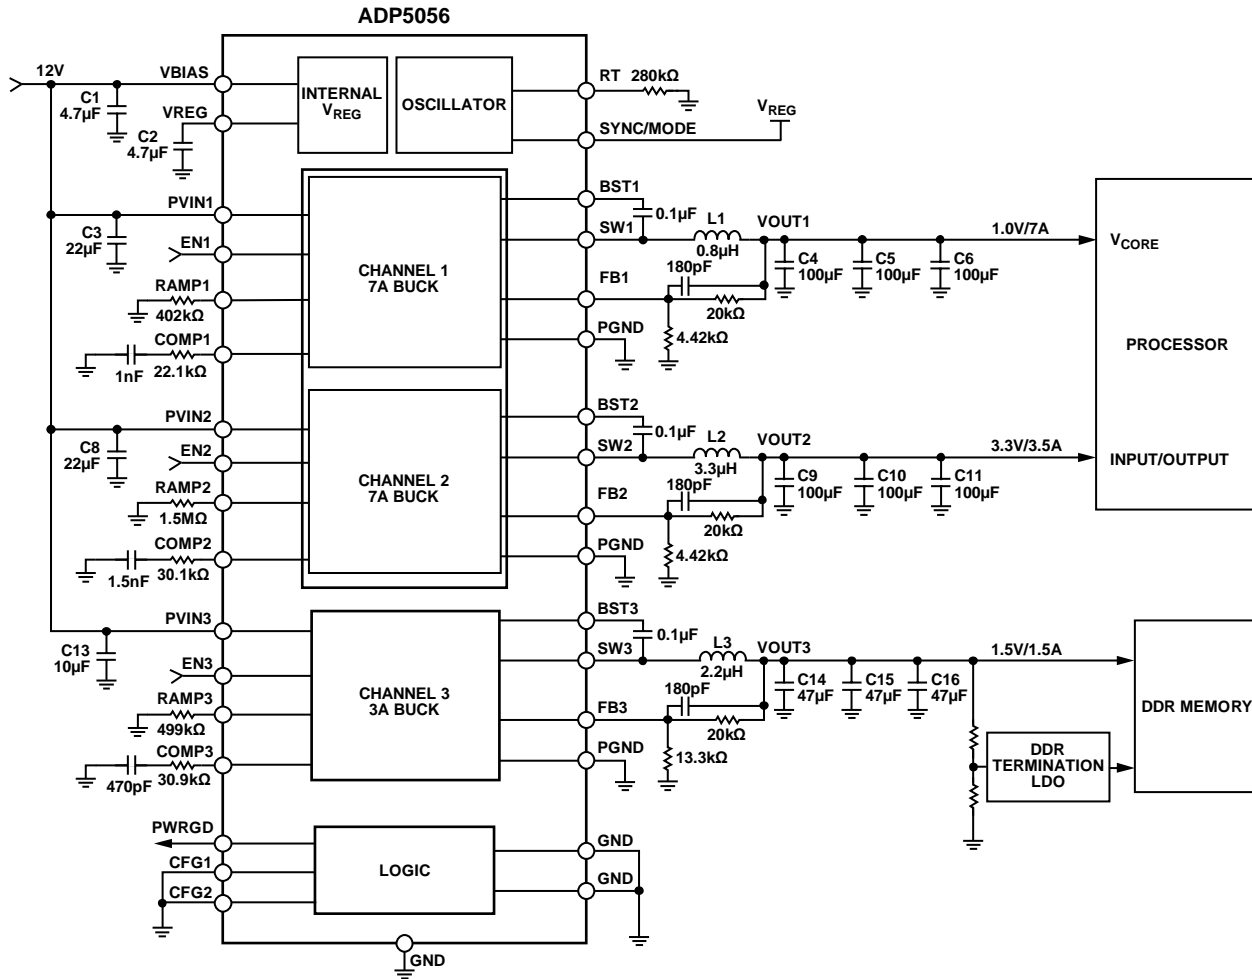 ADP5056
12V
VBIAS
C1
4.7µF
VREG
C2
4.7µF
INTERNAL
VREG
OSCILLATOR
RT
280kΩ
SYNC/MODE
VREG
PVIN1
C3
22µF
EN1
RAMP1
402kΩ
COMP1
1nF
22.1kΩ
CHANNEL 1
7A BUCK
BST1
0.1µF
SW1
L1
0.8µH
VOUT1
FB1
180pF
20kΩ
4.42kΩ
PGND
C4
100µF
C5
100µF
C6
100µF
1.0V/7A
VCORE
PROCESSOR
INPUT/OUTPUT
PVIN2
C8
22µF
EN2
RAMP2
1.5MΩ
COMP2
1.5nF
30.1kΩ
CHANNEL 2
7A BUCK
BST2
0.1µF
SW2
L2
3.3µH
VOUT2
FB2
180pF
20kΩ
4.42kΩ
PGND
C9
100µF
C10
100µF
C11
100µF
3.3V/3.5A
PVIN3
C13
10µF
EN3
RAMP3
499kΩ
COMP3
470pF
30.9kΩ
CHANNEL 3
3A BUCK
BST3
0.1µF
SW3
L3
2.2µH
VOUT3
FB3
180pF
20kΩ
13.3kΩ
PGND
C14
47µF
C15
47µF
C16
47µF
1.5V/1.5A
DDR MEMORY
DDR
TERMINATION
LDO
PWRGD
CFG1
CFG2
LOGIC
GND
GND
GND